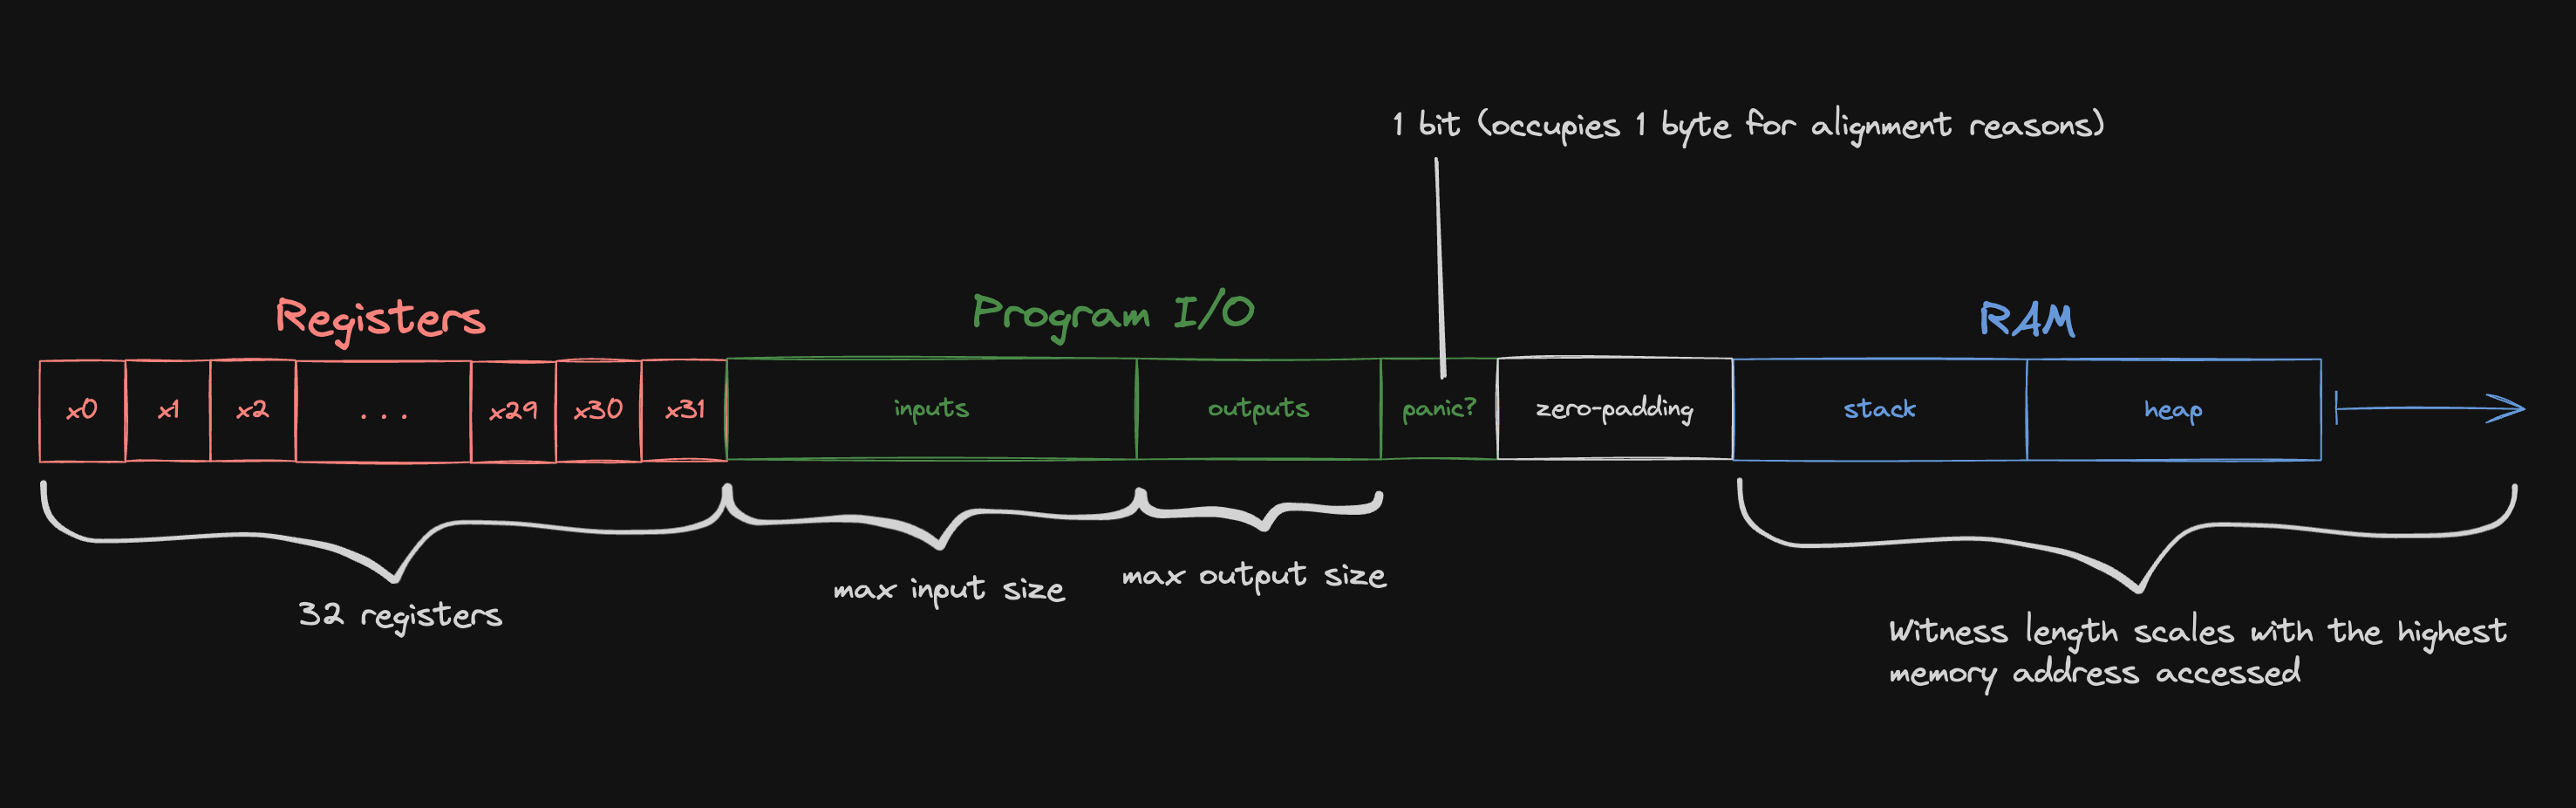 1 bit (occupies 1 byte for alignment reasons)
Registers
Program I/O
RAM
x0 x1 x2 ... x29 x30 x31 inputs outputs panic? zero-padding stack heap
32 registers
max input size
max output size
Witness length scales with the highest
memory address accessed